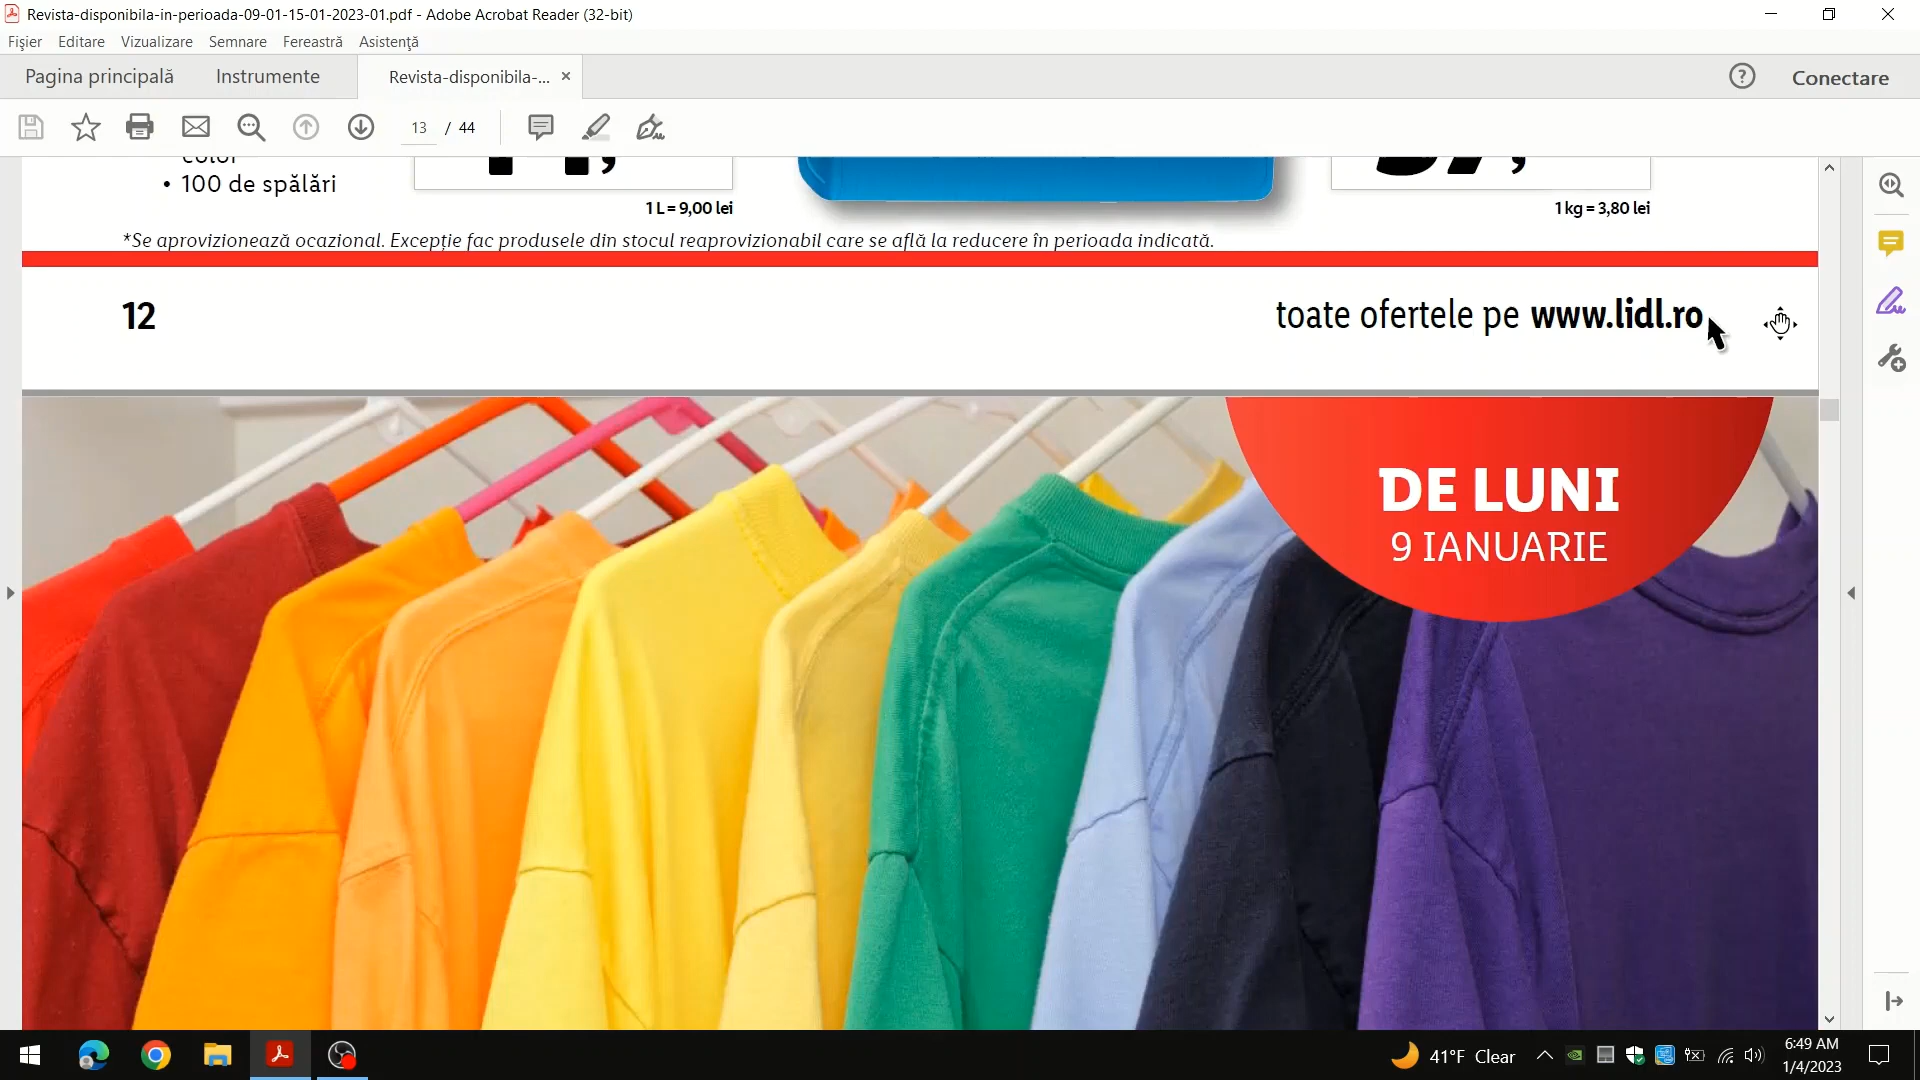 Revista-disponibila-in-perioada-09-01-15-01-2023-01.pdf - Adobe Acrobat Reader (32-bit)
Fișier Editare Vizualizare Semnare Fereastră Asistență
Pagina principală Instrumente Revista-disponibila-... × Conectare
13 / 44
color
• 100 de spălări
1 L = 9,00 lei
1 kg = 3,80 lei
*Se aprovizionează ocazional. Excepție fac produsele din stocul reaprovizionabil care se află la reducere în perioada indicată.
12
toate ofertele pe www.lidl.ro
DE LUNI
9 IANUARIE
41°F Clear
6:49 AM
1/4/2023